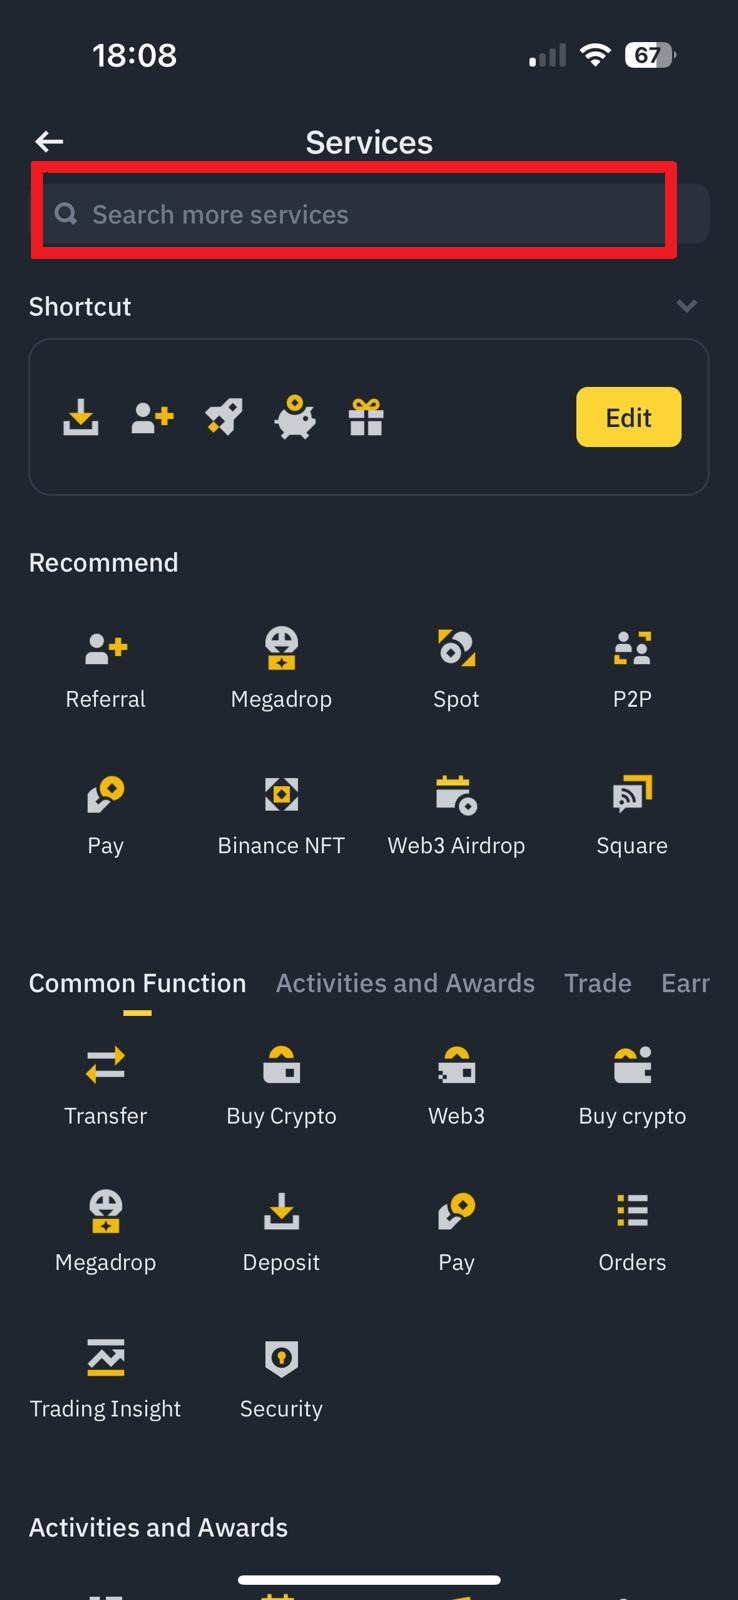 18:08
67
Services
Search more services
Shortcut
Edit
Recommend
Referral Megadrop Spot P2P
Pay Binance NFT Web3 Airdrop Square
Common Function Activities and Awards Trade Earr
Transfer Buy Crypto Web3 Buy crypto
Megadrop Deposit Pay Orders
Trading Insight Security
Activities and Awards